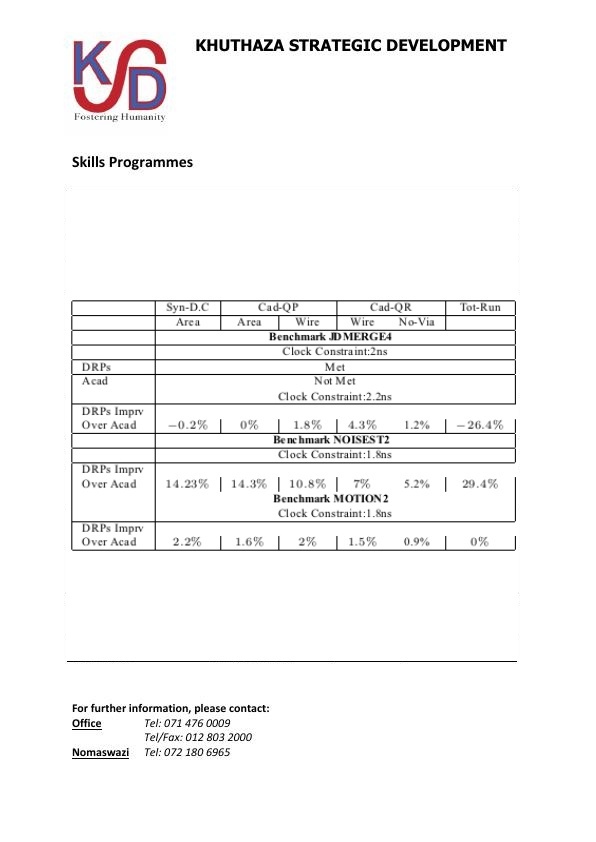 KHUTHAZA STRATEGIC DEVELOPMENT
KSD
Fostering Humanity
Skills Programmes
Syn-D.C Cad-QP Cad-QR Tot-Run
Area Area Wire Wire No-Via
Benchmark JDMERGE4
Clock Constraint:2ns
DRPs Met
Acad Not Met
Clock Constraint:2.2ns
DRPs Imprv
Over Acad −0.2% 0% 1.8% 4.3% 1.2% −26.4%
Benchmark NOISEST2
Clock Constraint:1.8ns
DRPs Imprv
Over Acad 14.23% 14.3% 10.8% 7% 5.2% 29.4%
Benchmark MOTION2
Clock Constraint:1.8ns
DRPs Imprv
Over Acad 2.2% 1.6% 2% 1.5% 0.9% 0%
For further information, please contact:
Office Tel: 071 476 0009
Tel/Fax: 012 803 2000
Nomaswazi Tel: 072 180 6965